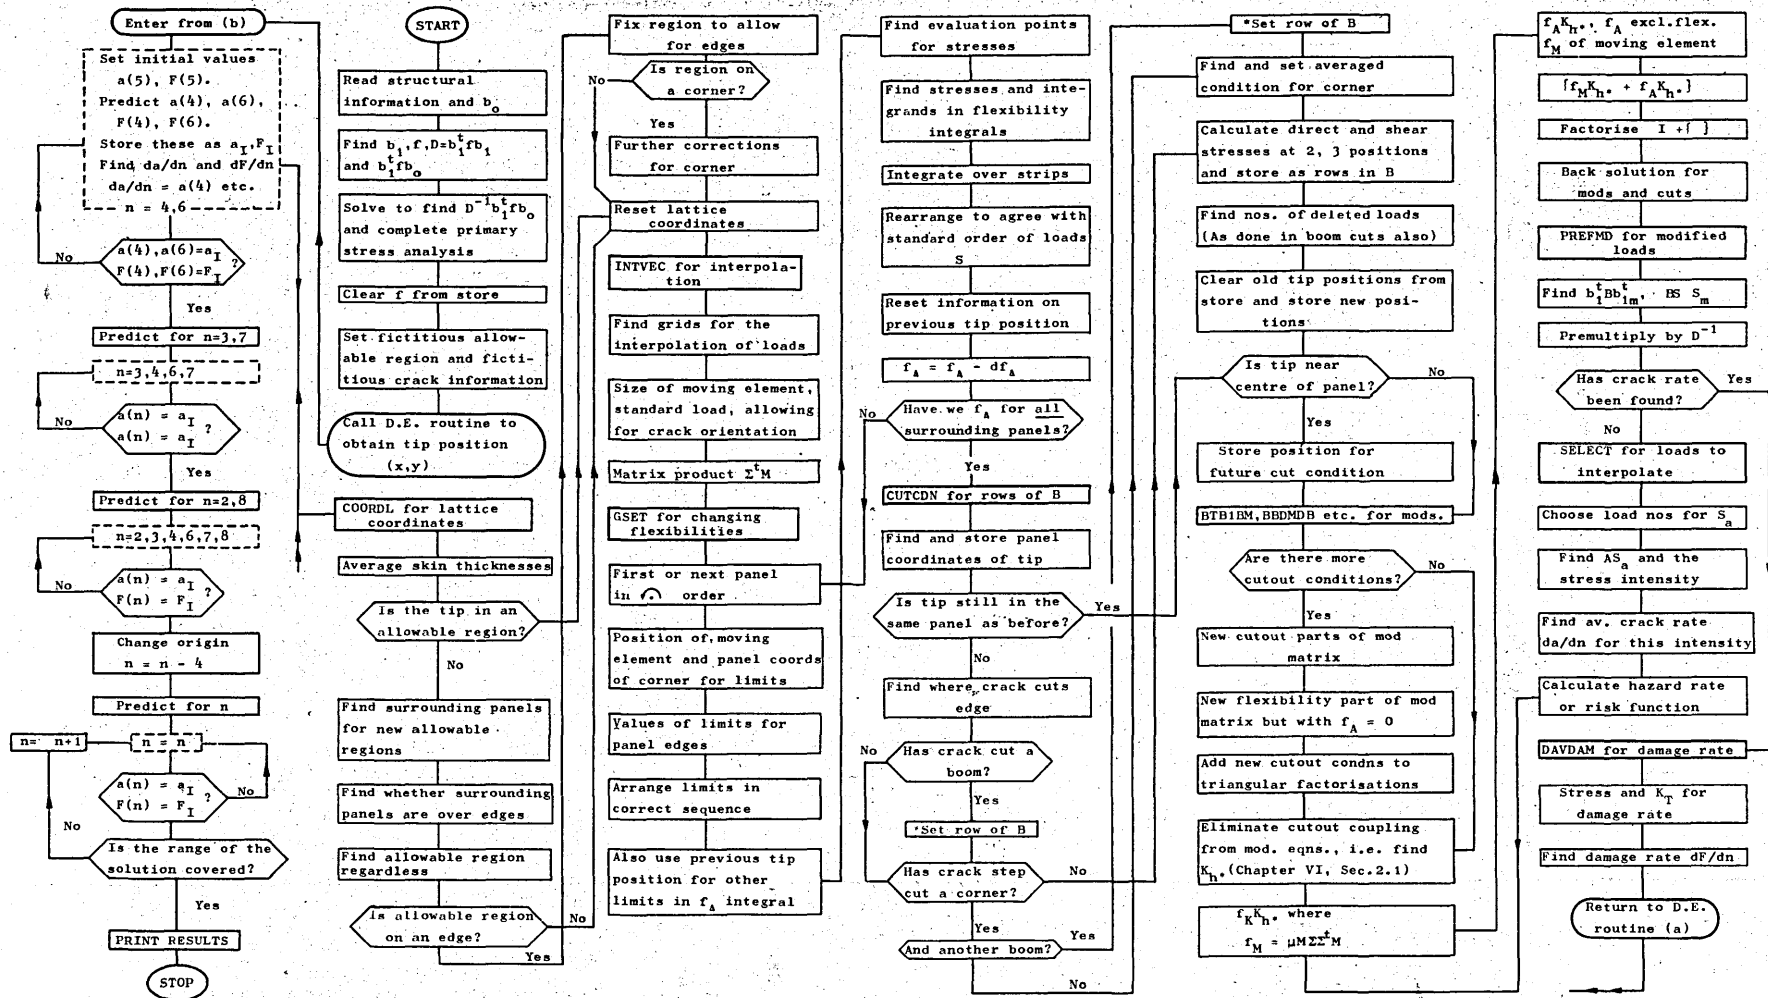 Enter from (b)
Set initial values
a(5), F(5).
Predict a(4), a(6),
F(4), F(6).
Store these as a_I,F_I
Find da/dn and dF/dn
da/dn = a(4) etc.
n = 4,6
No
a(4),a(6)=a_I
F(4),F(6)=F_I ?
Yes
Predict for n=3,7
n=3,4,6,7
No
a(n) = a_I
a(n) = a_I ?
Yes
Predict for n=2,8
n=2,3,4,6,7,8
No
a(n) = a_I
F(n) = F_I ?
Change origin
n = n - 4
Predict for n
n= n+1
n = n
a(n) = a_I
F(n) = F_I ?
No
No
Is the range of the
solution covered?
Yes
PRINT RESULTS
STOP
START
Read structural
information and b_o
Find b_1,f,D=b_1^t fb_1
and b_1^t fb_o
Solve to find D^-1 b_1^t fb_o
and complete primary
stress analysis
Clear f from store
Set fictitious allow-
able region and ficti-
tious crack information
Call D.E. routine to
obtain tip position
(x,y)
COORDL for lattice
coordinates
Average skin thicknesses
Is the tip in an
allowable region?
No
Find surrounding panels
for new allowable
regions
Find whether surrounding
panels are over edges
Find allowable region
regardless
Is allowable region
on an edge?
No
Yes
Fix region to allow
for edges
No
Is region on
a corner?
Yes
Further corrections
for corner
Reset lattice
coordinates
INTVEC for interpola-
tion
Find grids for the
interpolation of loads
Size of moving element,
standard load, allowing
for crack orientation
Matrix product Σ^t M
GSET for changing
flexibilities
First or next panel
in ↶ order
Position of moving
element and panel coords
of corner for limits
Values of limits for
panel edges
Arrange limits in
correct sequence
Also use previous tip
position for other
limits in f_A integral
Find evaluation points
for stresses
Find stresses and inte-
grands in flexibility
integrals
Integrate over strips
Rearrange to agree with
standard order of loads
S
Reset information on
previous tip position
f_A = f_A - df_A
No
Have we f_A for all
surrounding panels?
Yes
CUTCDN for rows of B
Find and store panel
coordinates of tip
Is tip still in the
same panel as before?
Yes
No
Find where crack cuts
edge
No
Has crack cut a
boom?
Yes
*Set row of B
Has crack step
cut a corner?
No
Yes
And another boom?
Yes
No
*Set row of B
Find and set averaged
condition for corner
Calculate direct and shear
stresses at 2, 3 positions
and store as rows in B
Find nos. of deleted loads
(As done in boom cuts also)
Clear old tip positions from
store and store new posi-
tions
Is tip near
centre of panel?
No
Yes
Store position for
future cut condition
BTB1BM,BBDMDB etc. for mods.
Are there more
cutout conditions?
No
Yes
New cutout parts of mod
matrix
New flexibility part of mod
matrix but with f_A = 0
Add new cutout condns to
triangular factorisations
Eliminate cutout coupling
from mod. eqns., i.e. find
K_h* (Chapter VI, Sec.2.1)
f_K K_h* where
f_M = μMΣΣ^t M
f_A K_h*, f_A excl.flex.
f_M of moving element
[f_M K_h* + f_A K_h*]
Factorise I +[ ]
Back solution for
mods and cuts
PREFMD for modified
loads
Find b_1^t Bb_1m^t, BS S_m
Premultiply by D^-1
Has crack rate
been found?
Yes
No
SELECT for loads to
interpolate
Choose load nos for S_a
Find AS_a and the
stress intensity
Find av. crack rate
da/dn for this intensity
Calculate hazard rate
or risk function
DAVDAM for damage rate
Stress and K_T for
damage rate
Find damage rate dF/dn
Return to D.E.
routine (a)